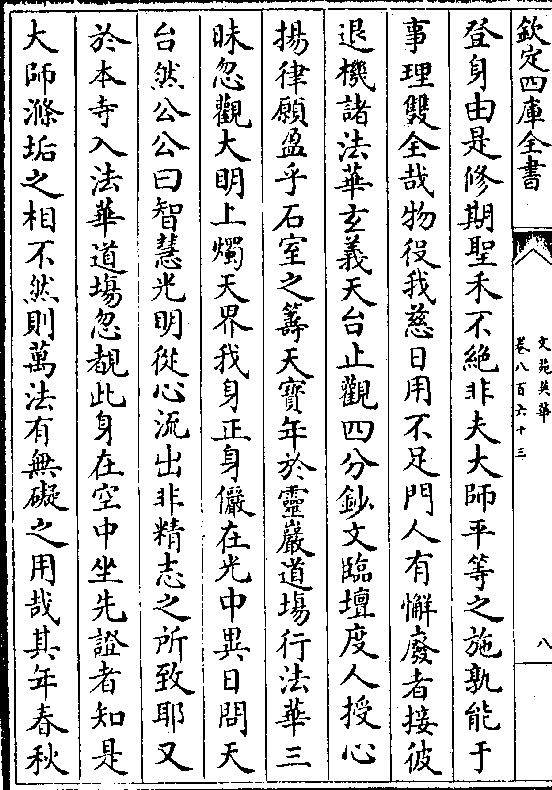 欽定四庫全書
文苑英華
卷八百六十三
八
登身由是修期聖禾不絶非夫大師平等之施孰能于
事理雙全哉物役我慈日用不足門人有懈廢者接彼
退機諸法華玄義天台止觀四分鈔文臨壇度人授心
揚律願盈乎石室之籌天寶年於靈巖道場行法華三
昧忽觀大明上燭天界我身正身儼在光中異日問天
台然公公曰智慧光明從心流出非精志之所致耶又
於本寺入法華道場忽覩此身在空中坐先證者知是
大師滌垢之相不然則萬法有無礙之用哉其年春秋